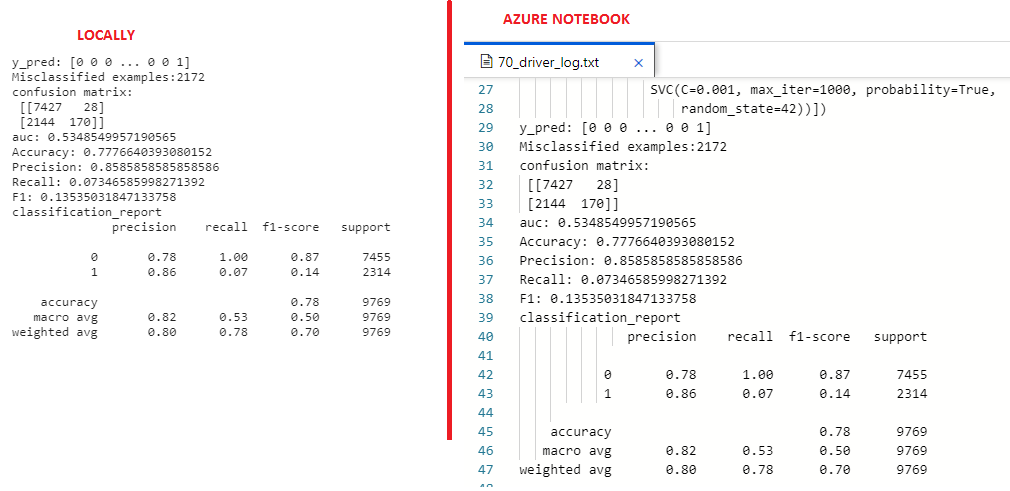 LOCALLY
y_pred: [0 0 0 ... 0 0 1]
Misclassified examples:2172
confusion matrix:
[[7427   28]
[2144  170]]
auc: 0.5348549957190565
Accuracy: 0.7776640393080152
Precision: 0.8585858585858586
Recall: 0.07346585998271392
F1: 0.13535031847133758
classification_report
precision    recall  f1-score   support
0       0.78      1.00      0.87      7455
1       0.86      0.07      0.14      2314
accuracy                           0.78      9769
macro avg       0.82      0.53      0.50      9769
weighted avg       0.80      0.78      0.70      9769
AZURE NOTEBOOK
70_driver_log.txt ×
27 SVC(C=0.001, max_iter=1000, probability=True,
28 random_state=42))])
29 y_pred: [0 0 0 ... 0 0 1]
30 Misclassified examples:2172
31 confusion matrix:
32 [[7427   28]
33 [2144  170]]
34 auc: 0.5348549957190565
35 Accuracy: 0.7776640393080152
36 Precision: 0.8585858585858586
37 Recall: 0.07346585998271392
38 F1: 0.13535031847133758
39 classification_report
40 precision    recall  f1-score   support
41
42 0       0.78      1.00      0.87      7455
43 1       0.86      0.07      0.14      2314
44
45 accuracy                           0.78      9769
46 macro avg       0.82      0.53      0.50      9769
47 weighted avg       0.80      0.78      0.70      9769